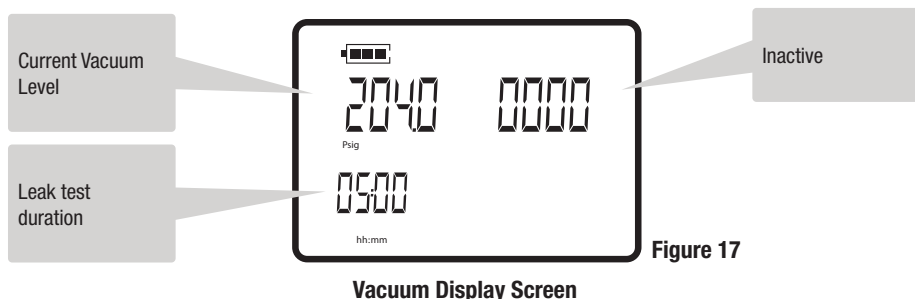 Current Vacuum
Level
Inactive
204.0 0000
Psig
Leak test
duration
05:00
hh:mm
Figure 17
Vacuum Display Screen